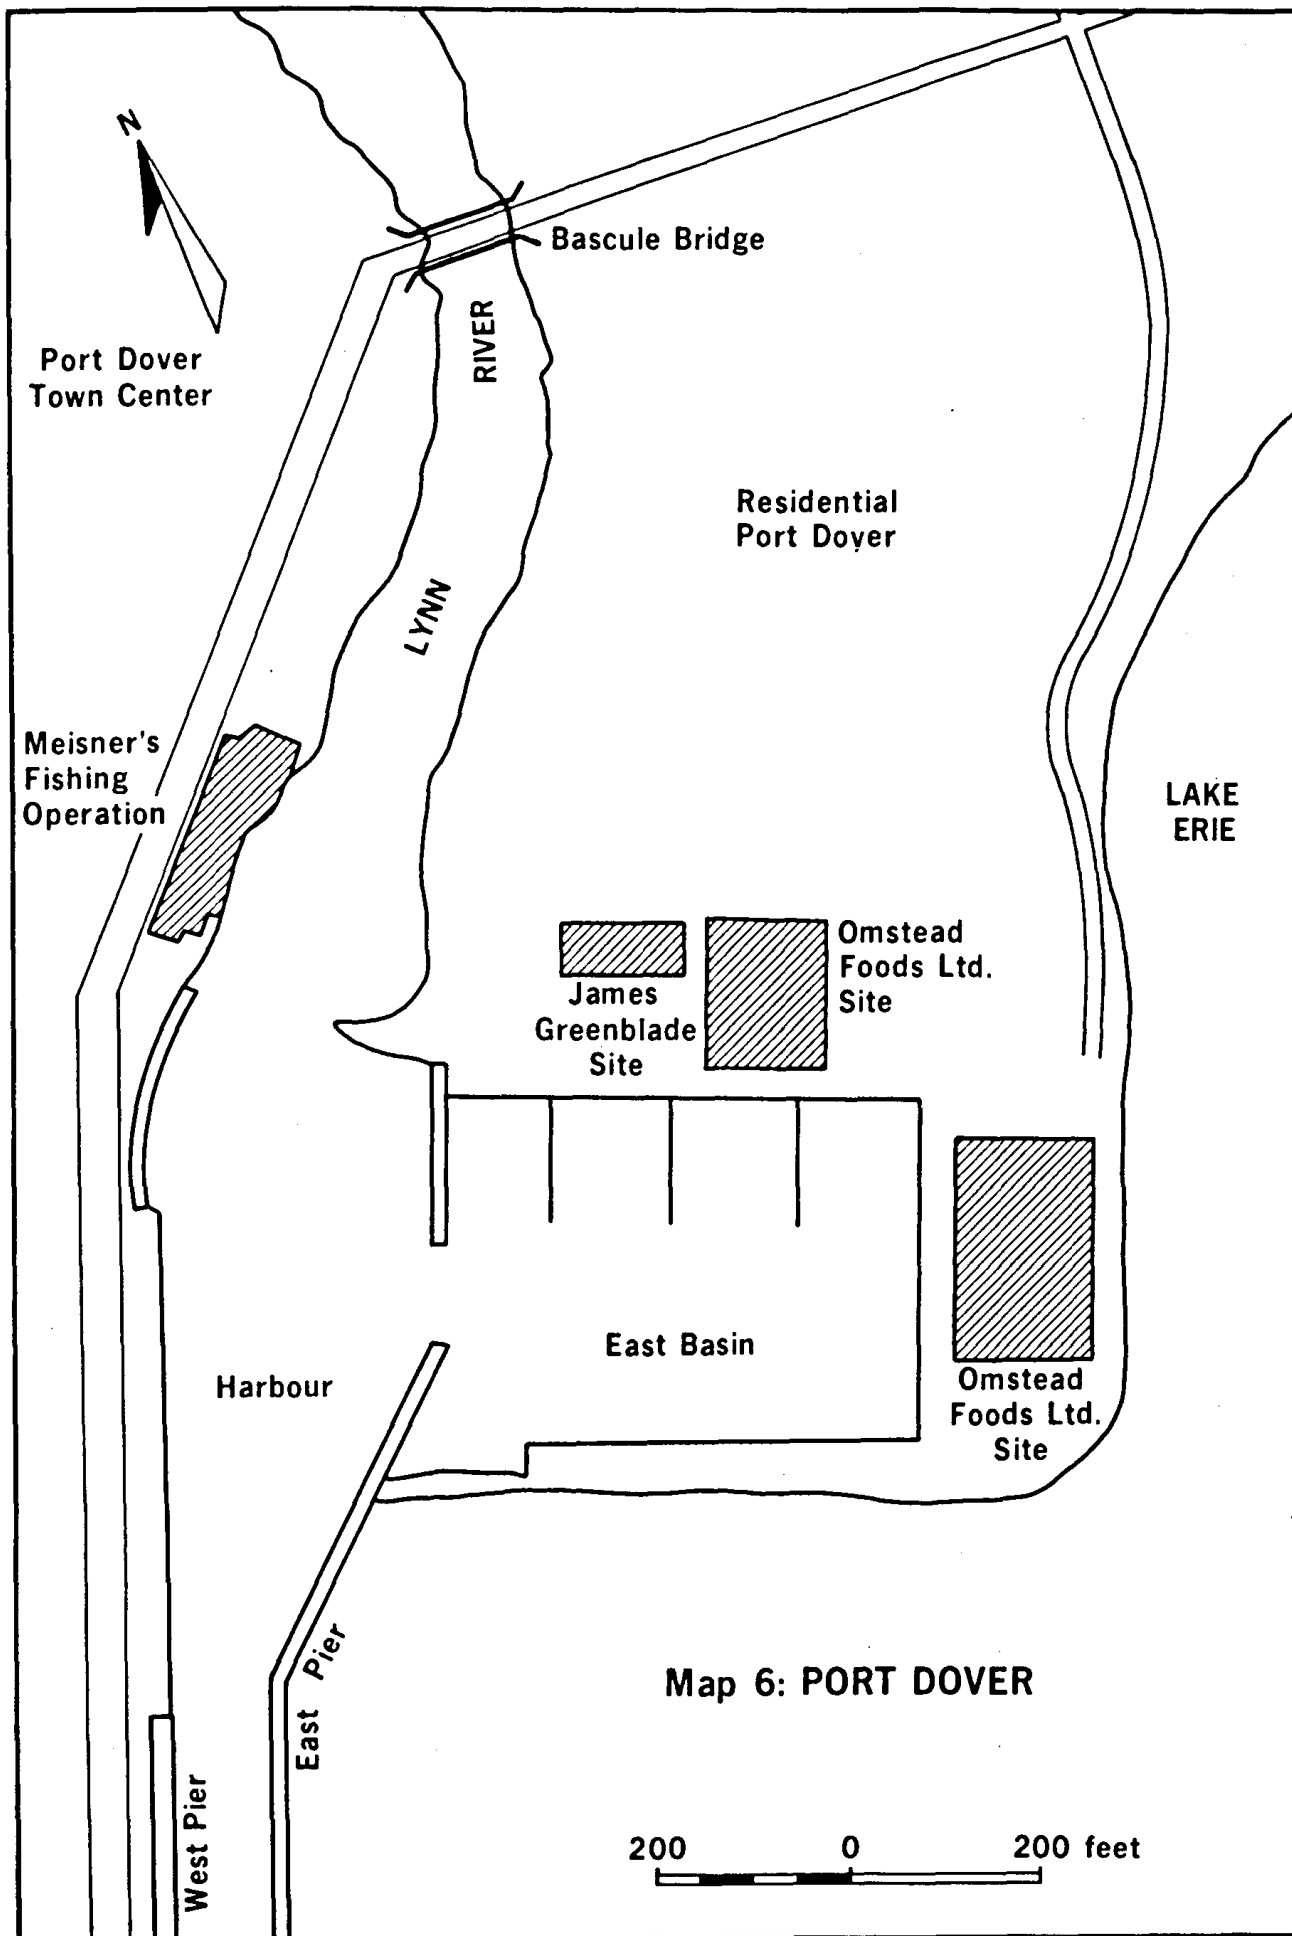 N
Bascule Bridge
RIVER
Port Dover
Town Center
Residential
Port Dover
LYNN
Meisner's
Fishing
Operation
LAKE
ERIE
Omstead
Foods Ltd.
Site
James
Greenblade
Site
East Basin
Harbour
Omstead
Foods Ltd.
Site
East Pier
Map 6: PORT DOVER
West Pier
200 0 200 feet